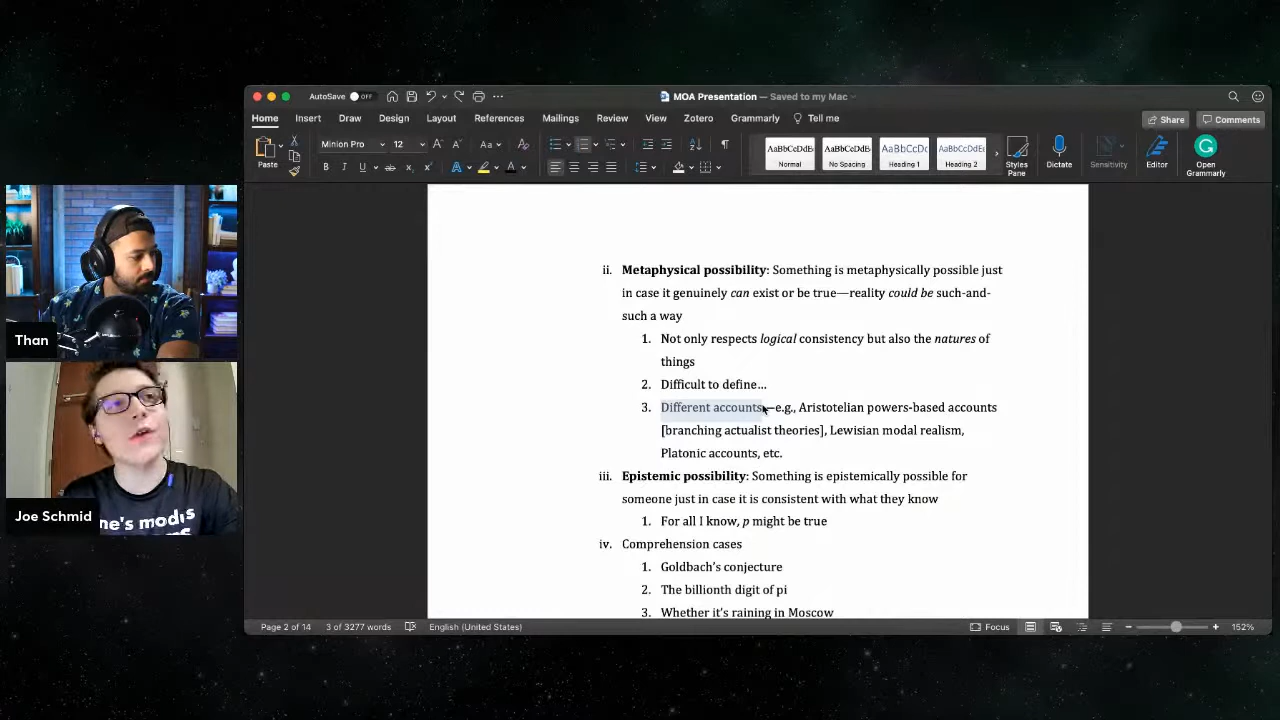 AutoSave OFF
MOA Presentation — Saved to my Mac
Home Insert Draw Design Layout References Mailings Review View Zotero Grammarly Tell me
Share Comments
Paste
Minion Pro 12 Aa
B I U ab x x A A
AaBbCcDdE AaBbCcDdE AaBbCcDc AaBbCcDdEe
Normal No Spacing Heading 1 Heading 2
Styles Pane
Dictate
Sensitivity
Editor
Open Grammarly
ii. Metaphysical possibility: Something is metaphysically possible just
in case it genuinely can exist or be true—reality could be such-and-
such a way
1. Not only respects logical consistency but also the natures of
things
2. Difficult to define…
3. Different accounts—e.g., Aristotelian powers-based accounts
[branching actualist theories], Lewisian modal realism,
Platonic accounts, etc.
iii. Epistemic possibility: Something is epistemically possible for
someone just in case it is consistent with what they know
1. For all I know, p might be true
iv. Comprehension cases
1. Goldbach's conjecture
2. The billionth digit of pi
3. Whether it's raining in Moscow
Page 2 of 14 3 of 3277 words English (United States)
Focus
152%
Than
Joe Schmid
ne's modus